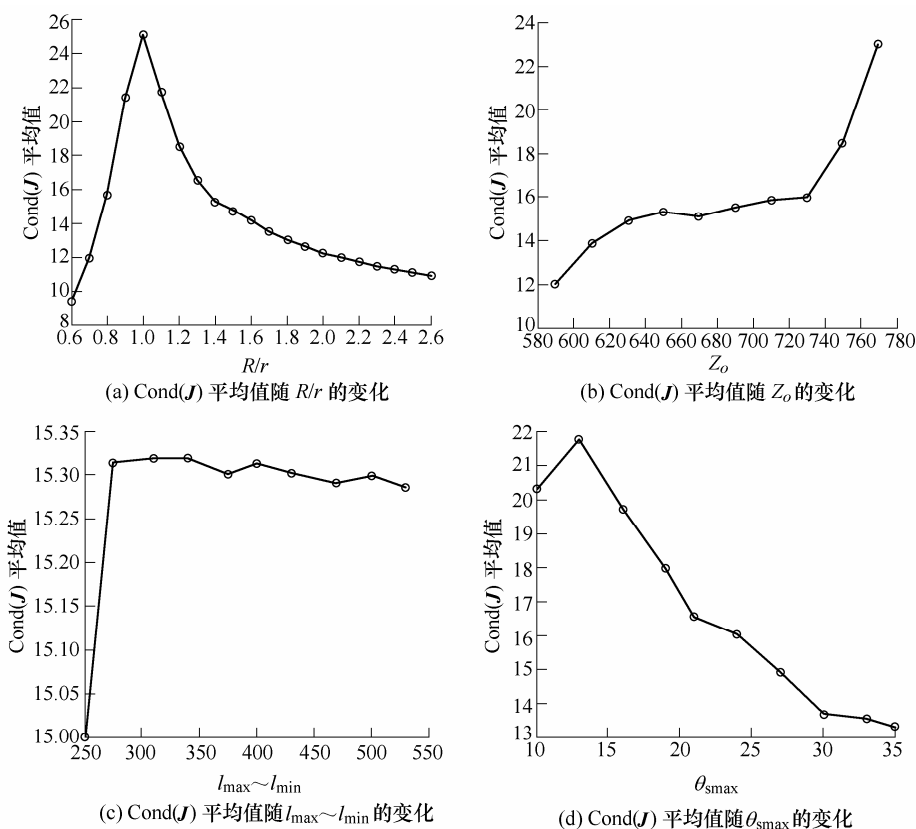 26
24
22
20
18
16
14
12
10
8
Cond(J) 平均值
0.6 0.8 1.0 1.2 1.4 1.6 1.8 2.0 2.2 2.4 2.6
R/r
(a) Cond(J) 平均值随 R/r 的变化
24
22
20
18
16
14
12
10
Cond(J) 平均值
580 600 620 640 660 680 700 720 740 760 780
Zo
(b) Cond(J) 平均值随 Zo 的变化
15.35
15.30
15.25
15.20
15.15
15.10
15.05
15.00
Cond(J) 平均值
250 300 350 400 450 500 550
lmax～lmin
(c) Cond(J) 平均值随lmax～lmin的变化
22
21
20
19
18
17
16
15
14
13
Cond(J) 平均值
10 15 20 25 30 35
θsmax
(d) Cond(J) 平均值随θsmax的变化